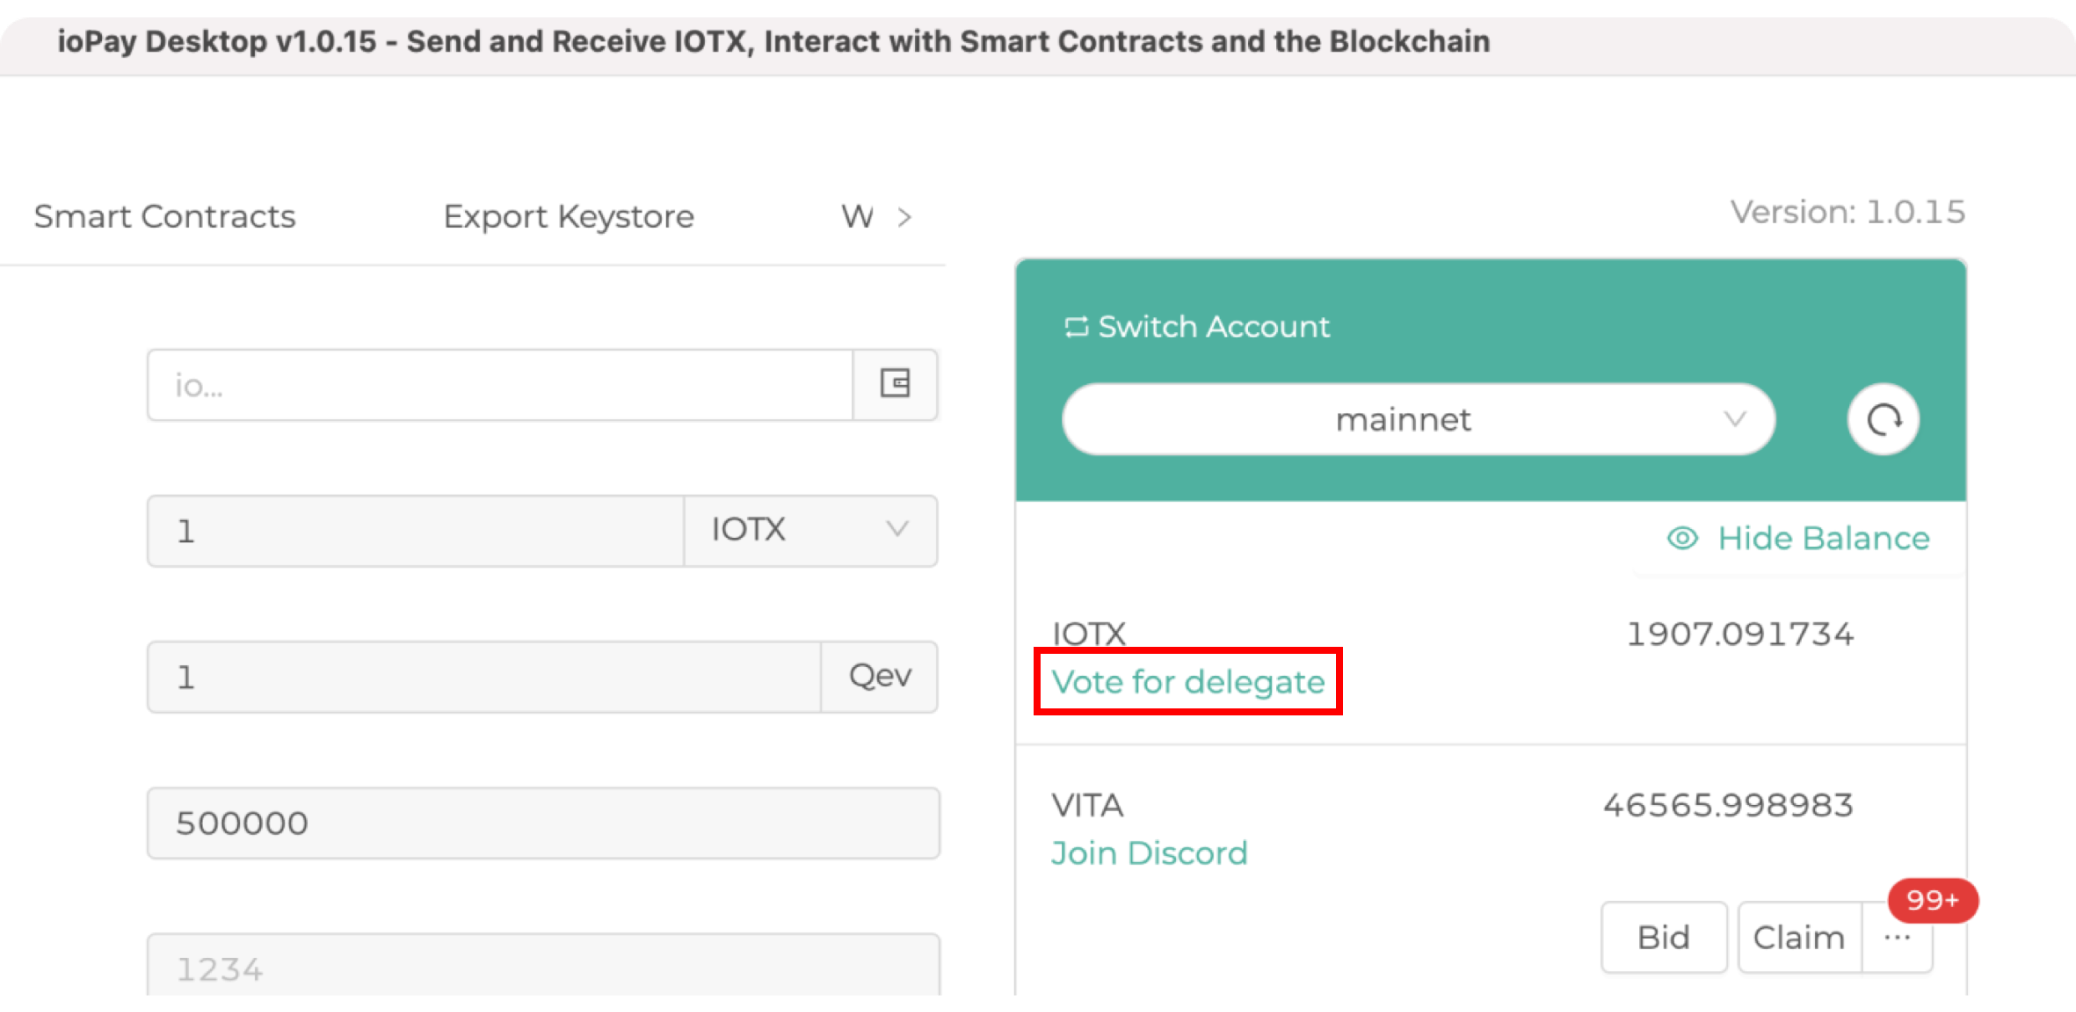 ioPay Desktop v1.0.15 - Send and Receive IOTX, Interact with Smart Contracts and the Blockchain
Smart Contracts Export Keystore W >
Version: 1.0.15
io...
1 IOTX
1 Qev
500000
1234
Switch Account
mainnet
Hide Balance
IOTX 1907.091734
Vote for delegate
VITA 46565.998983
Join Discord
99+
Bid Claim ...